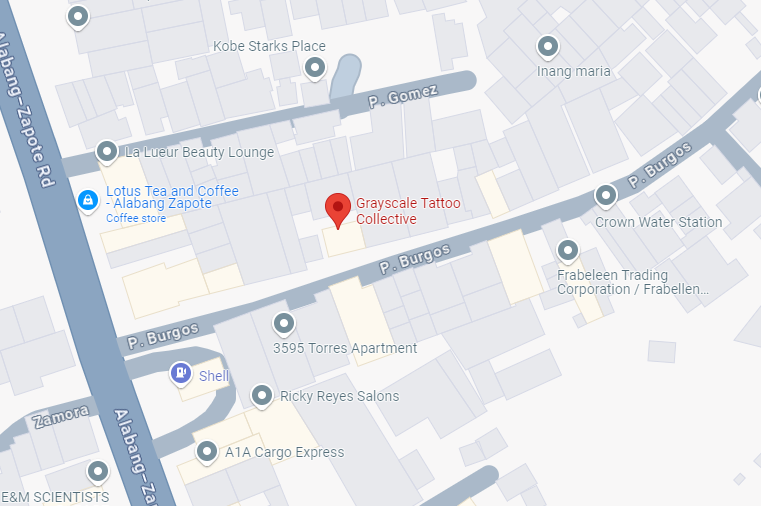 Kobe Starks Place
Inang maria
P. Gomez
Alabang–Zapote Rd
La Lueur Beauty Lounge
Lotus Tea and Coffee
- Alabang Zapote
Coffee store
Grayscale Tattoo
Collective
P. Burgos
Crown Water Station
P. Burgos
Frabeleen Trading
Corporation / Frabellen...
P. Burgos
3595 Torres Apartment
Shell
Ricky Reyes Salons
Zamora
Alabang–Za
A1A Cargo Express
E&M SCIENTISTS